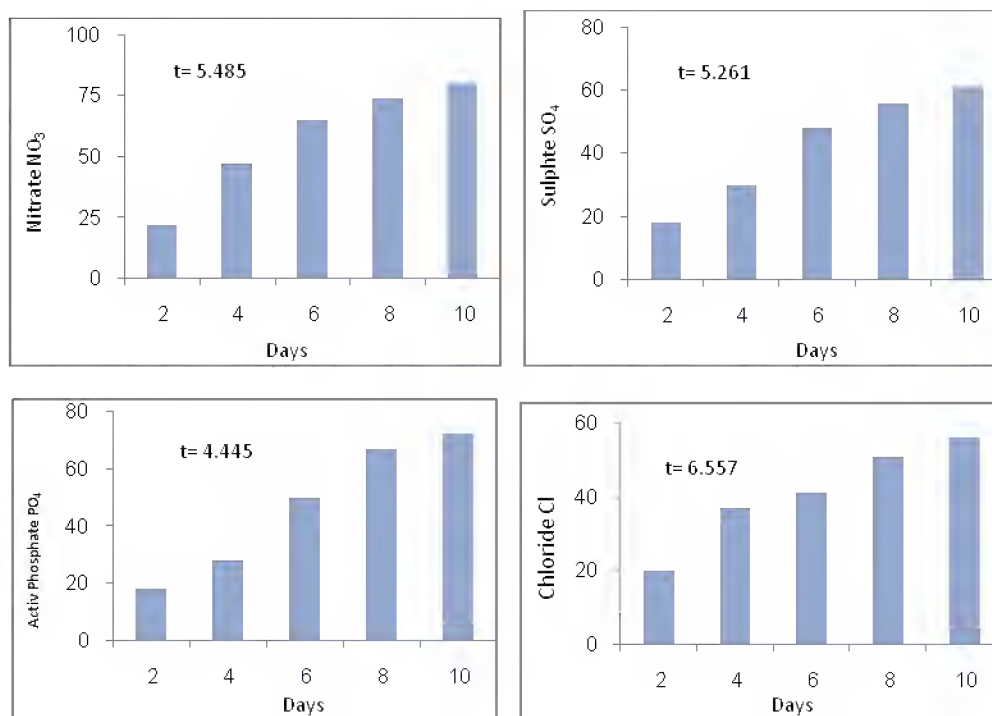 100
75
50
25
0
Nitrate NO₃
t= 5.485
2 4 6 8 10
Days
80
60
40
20
0
Sulphte SO₄
t= 5.261
2 4 6 8 10
Days
80
60
40
20
0
Activ Phosphate PO₄
t= 4.445
2 4 6 8 10
Days
60
40
20
0
Chloride Cl
t= 6.557
2 4 6 8 10
Days